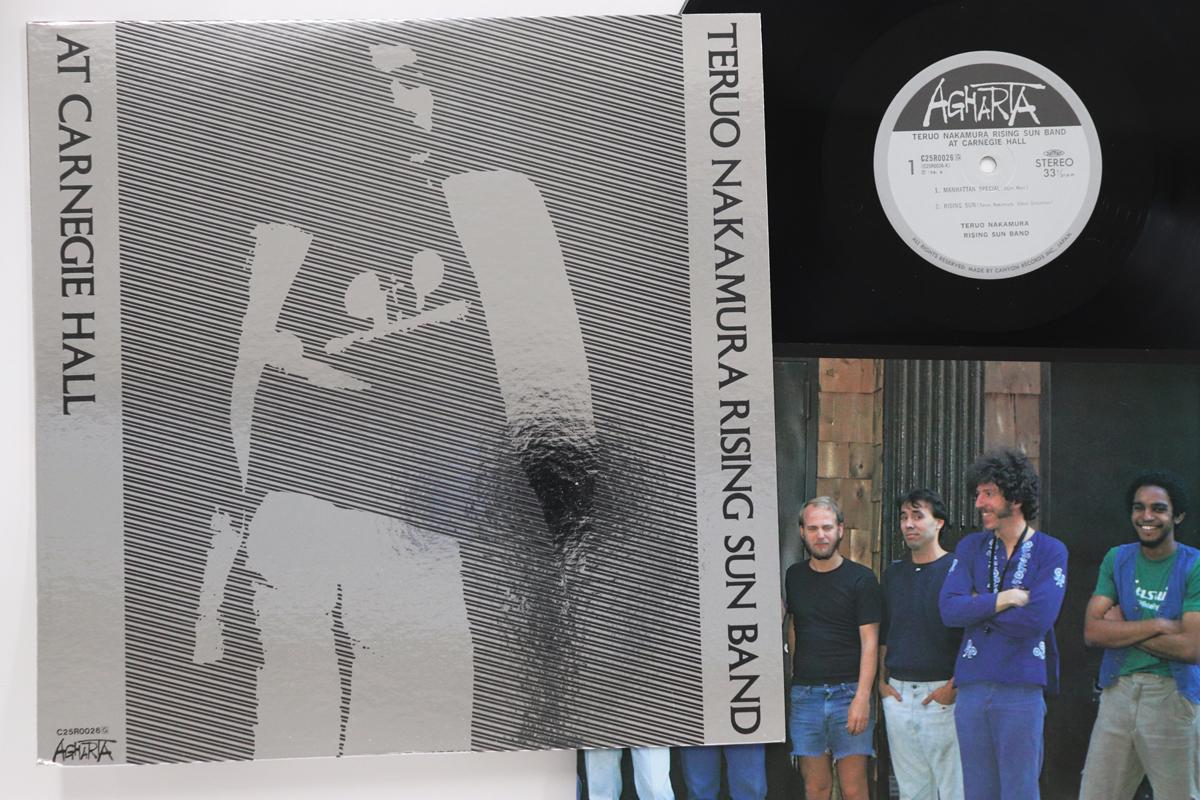 AT CARNEGIE HALL
C25R0026
AGHARTA
TERUO NAKAMURA RISING SUN BAND
AGHARTA
TERUO NAKAMURA RISING SUN BAND
AT CARNEGIE HALL
1
C25R0026
STEREO
33 1/3 r.p.m
1. MANHATTAN SPECIAL
2. RISING SUN
TERUO NAKAMURA
RISING SUN BAND
ALL RIGHTS RESERVED. MADE BY CANYON RECORDS INC. JAPAN